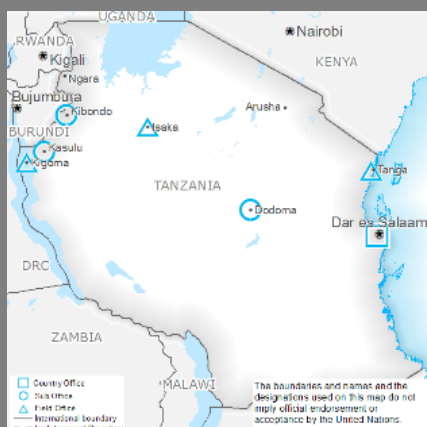 UGANDA
Nairobi
RWANDA
Kigali
KENYA
Ngara
Bujumbura
Kibondo
Arusha
Isaka
BURUNDI
Kasulu
Kigoma
Tanga
TANZANIA
Dodoma
Dar es Salaam
DRC
ZAMBIA
MALAWI
Country Office
Sub Office
Field Office
International boundary
The boundaries and names and the
designations used on this map do not
imply official endorsement or
acceptance by the United Nations.